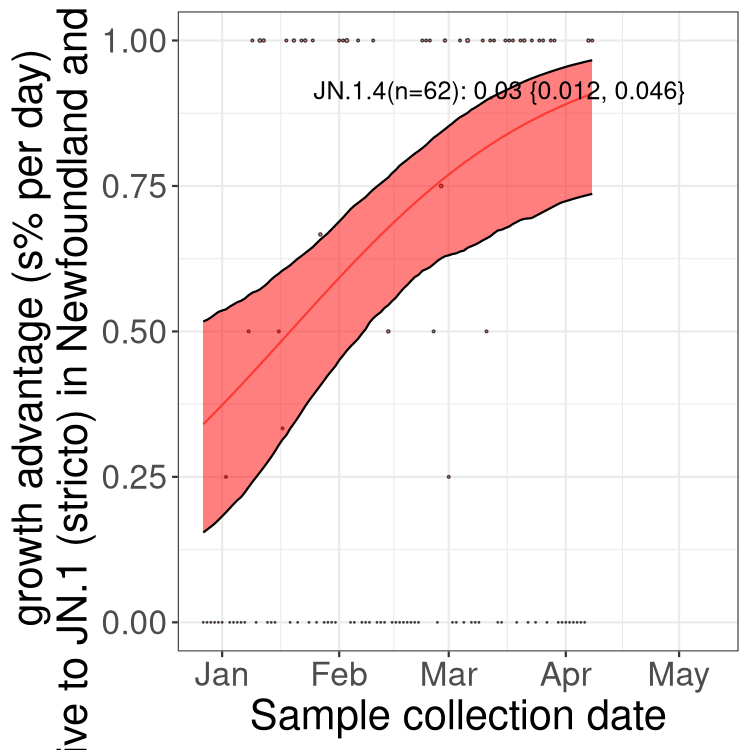 growth advantage (s% per day)
ive to JN.1 (stricto) in Newfoundland and
1.00
0.75
0.50
0.25
0.00
JN.1.4(n=62): 0.03 {0.012, 0.046}
Jan Feb Mar Apr May
Sample collection date